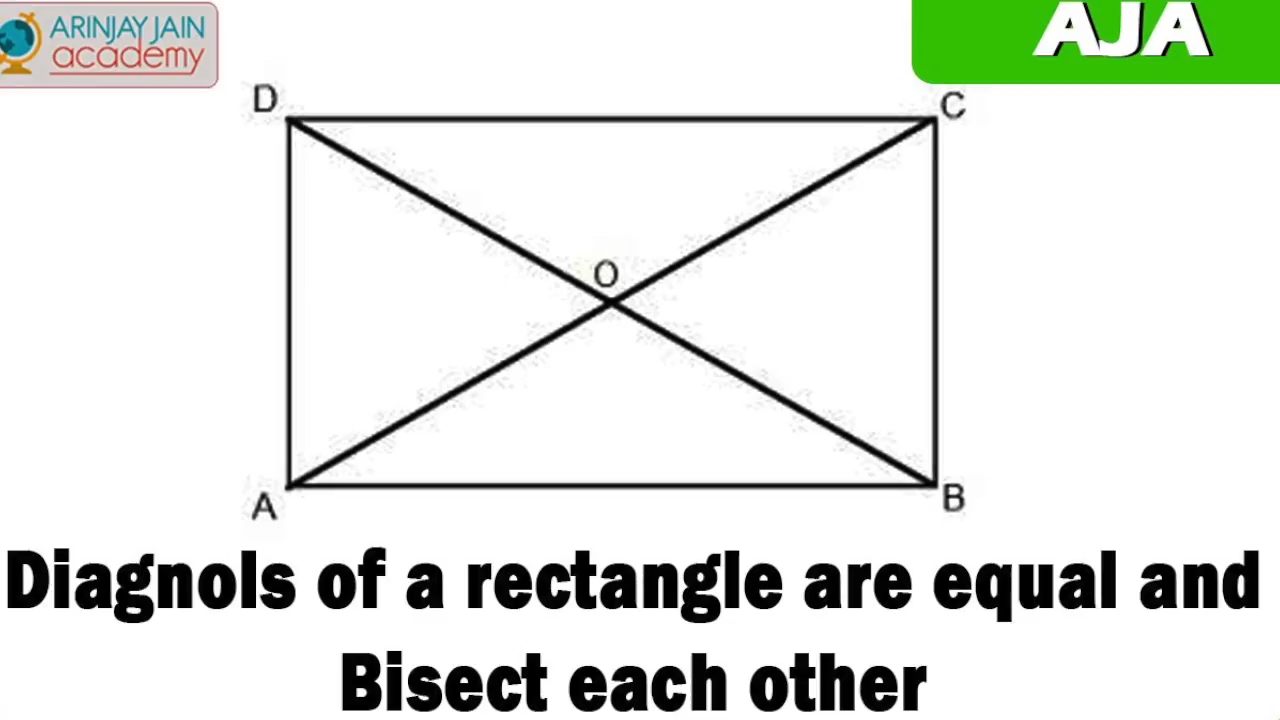 ARINJAY JAIN
academy
AJA
D
C
O
A
B
Diagnols of a rectangle are equal and
Bisect each other